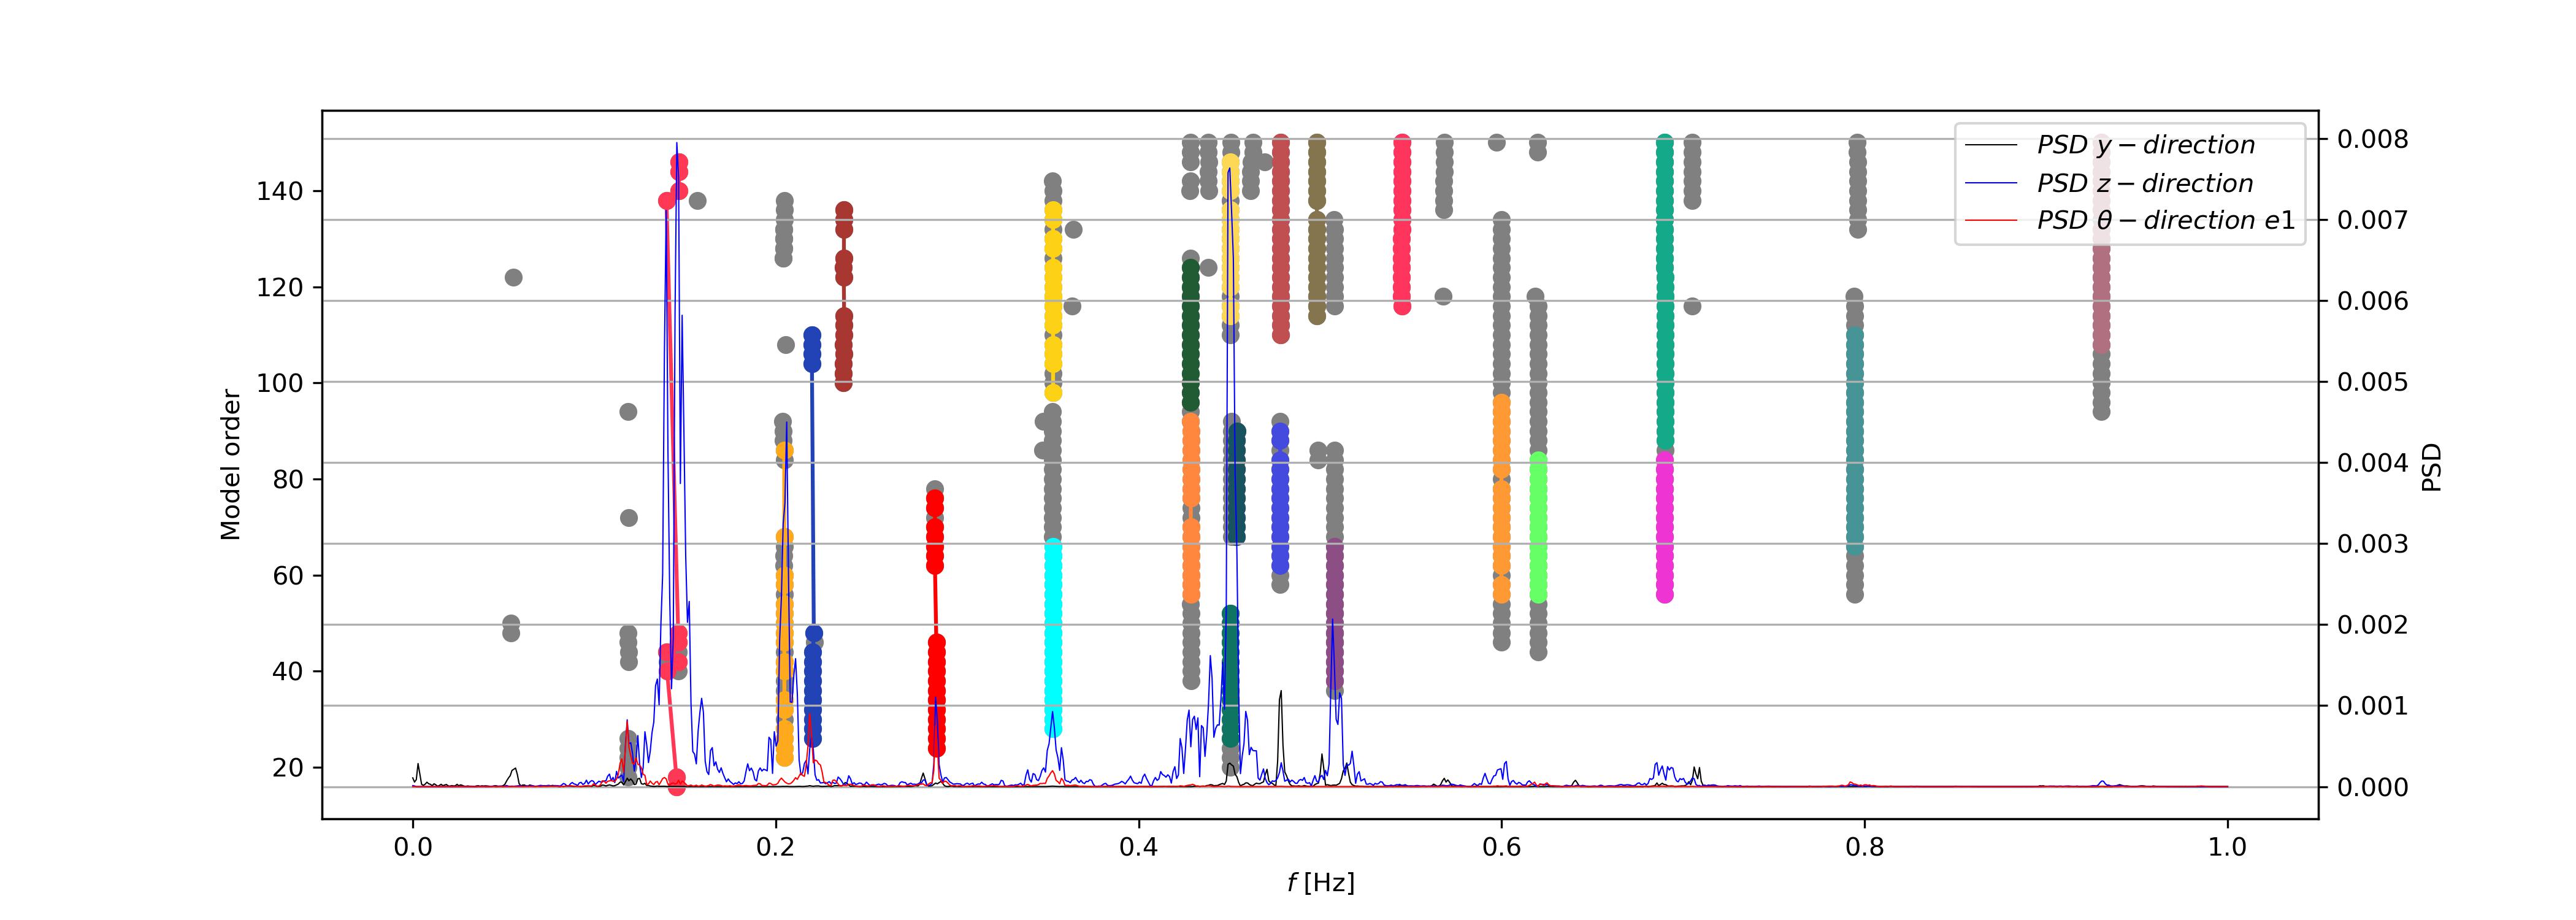 PSD y − direction
PSD z − direction
PSD θ − direction e1
Model order
140
120
100
80
60
40
20
0.008
0.007
0.006
0.005
0.004
0.003
0.002
0.001
0.000
PSD
0.0 0.2 0.4 0.6 0.8 1.0
f [Hz]